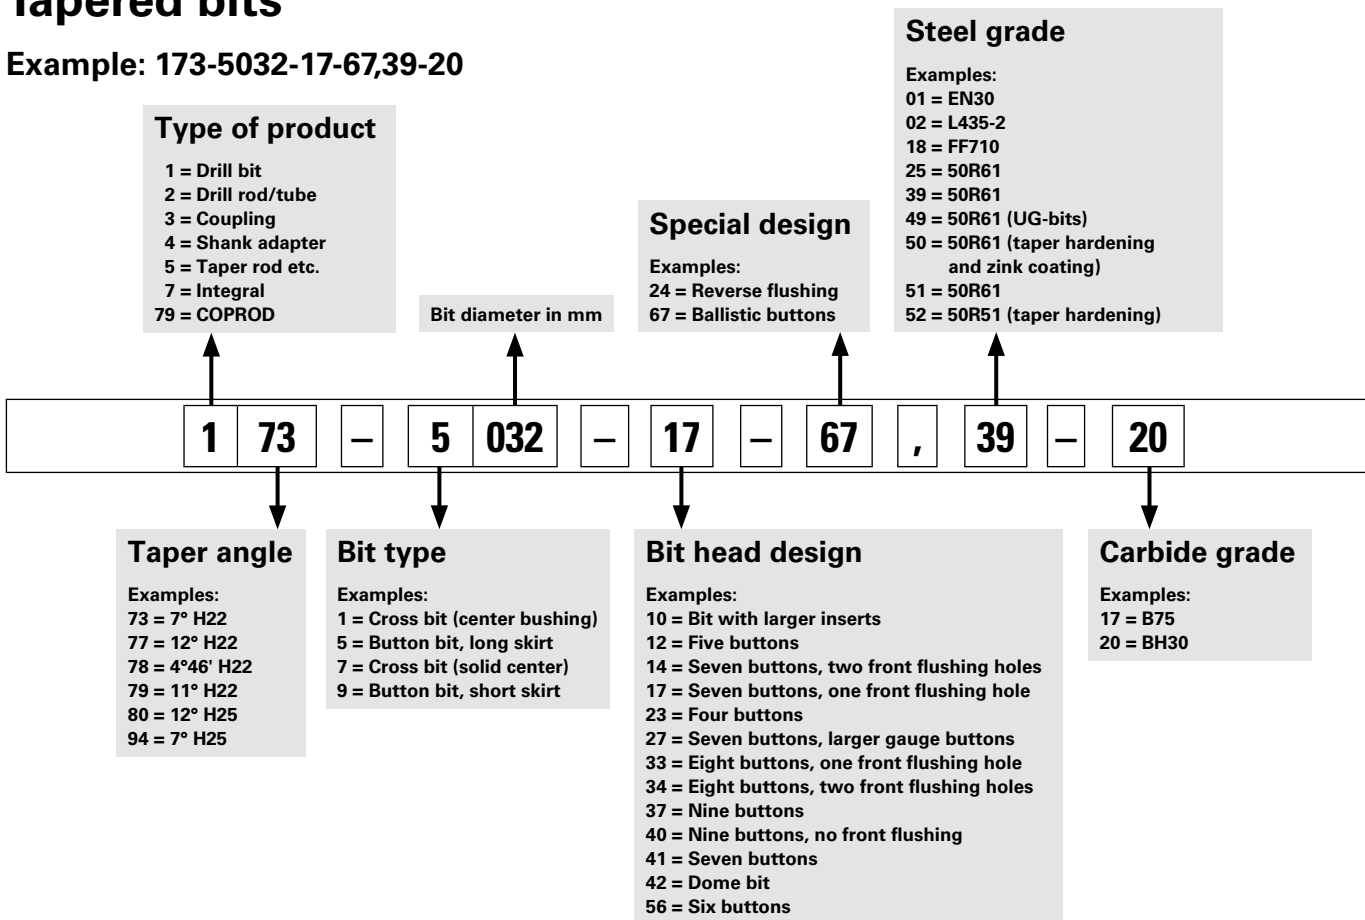 Tapered bits
Example: 173-5032-17-67,39-20
Type of product
1 = Drill bit
2 = Drill rod/tube
3 = Coupling
4 = Shank adapter
5 = Taper rod etc.
7 = Integral
79 = COPROD
Bit diameter in mm
Special design
Examples:
24 = Reverse flushing
67 = Ballistic buttons
Steel grade
Examples:
01 = EN30
02 = L435-2
18 = FF710
25 = 50R61
39 = 50R61
49 = 50R61 (UG-bits)
50 = 50R61 (taper hardening
and zink coating)
51 = 50R61
52 = 50R51 (taper hardening)
1 73 – 5 032 – 17 – 67 , 39 – 20
Taper angle
Examples:
73 = 7° H22
77 = 12° H22
78 = 4°46' H22
79 = 11° H22
80 = 12° H25
94 = 7° H25
Bit type
Examples:
1 = Cross bit (center bushing)
5 = Button bit, long skirt
7 = Cross bit (solid center)
9 = Button bit, short skirt
Bit head design
Examples:
10 = Bit with larger inserts
12 = Five buttons
14 = Seven buttons, two front flushing holes
17 = Seven buttons, one front flushing hole
23 = Four buttons
27 = Seven buttons, larger gauge buttons
33 = Eight buttons, one front flushing hole
34 = Eight buttons, two front flushing holes
37 = Nine buttons
40 = Nine buttons, no front flushing
41 = Seven buttons
42 = Dome bit
56 = Six buttons
Carbide grade
Examples:
17 = B75
20 = BH30